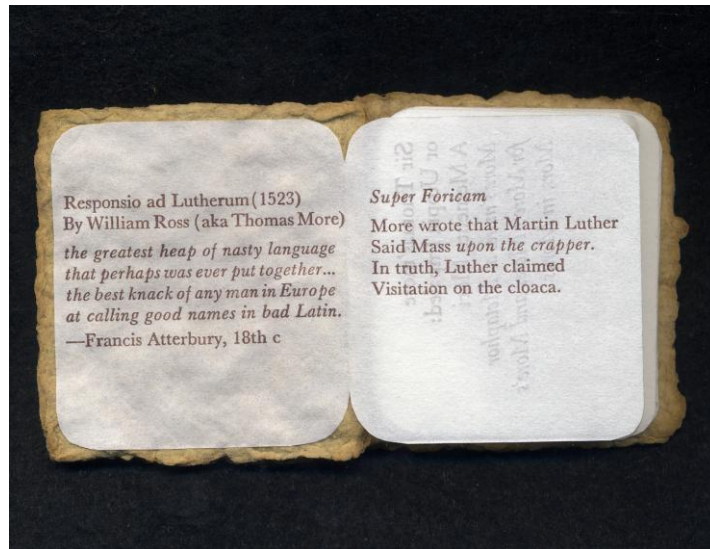 Responsio ad Lutherum (1523)
By William Ross (aka Thomas More)
the greatest heap of nasty language
that perhaps was ever put together...
the best knack of any man in Europe
at calling good names in bad Latin.
—Francis Atterbury, 18th c
Super Foricam
More wrote that Martin Luther
Said Mass upon the crapper.
In truth, Luther claimed
Visitation on the cloaca.